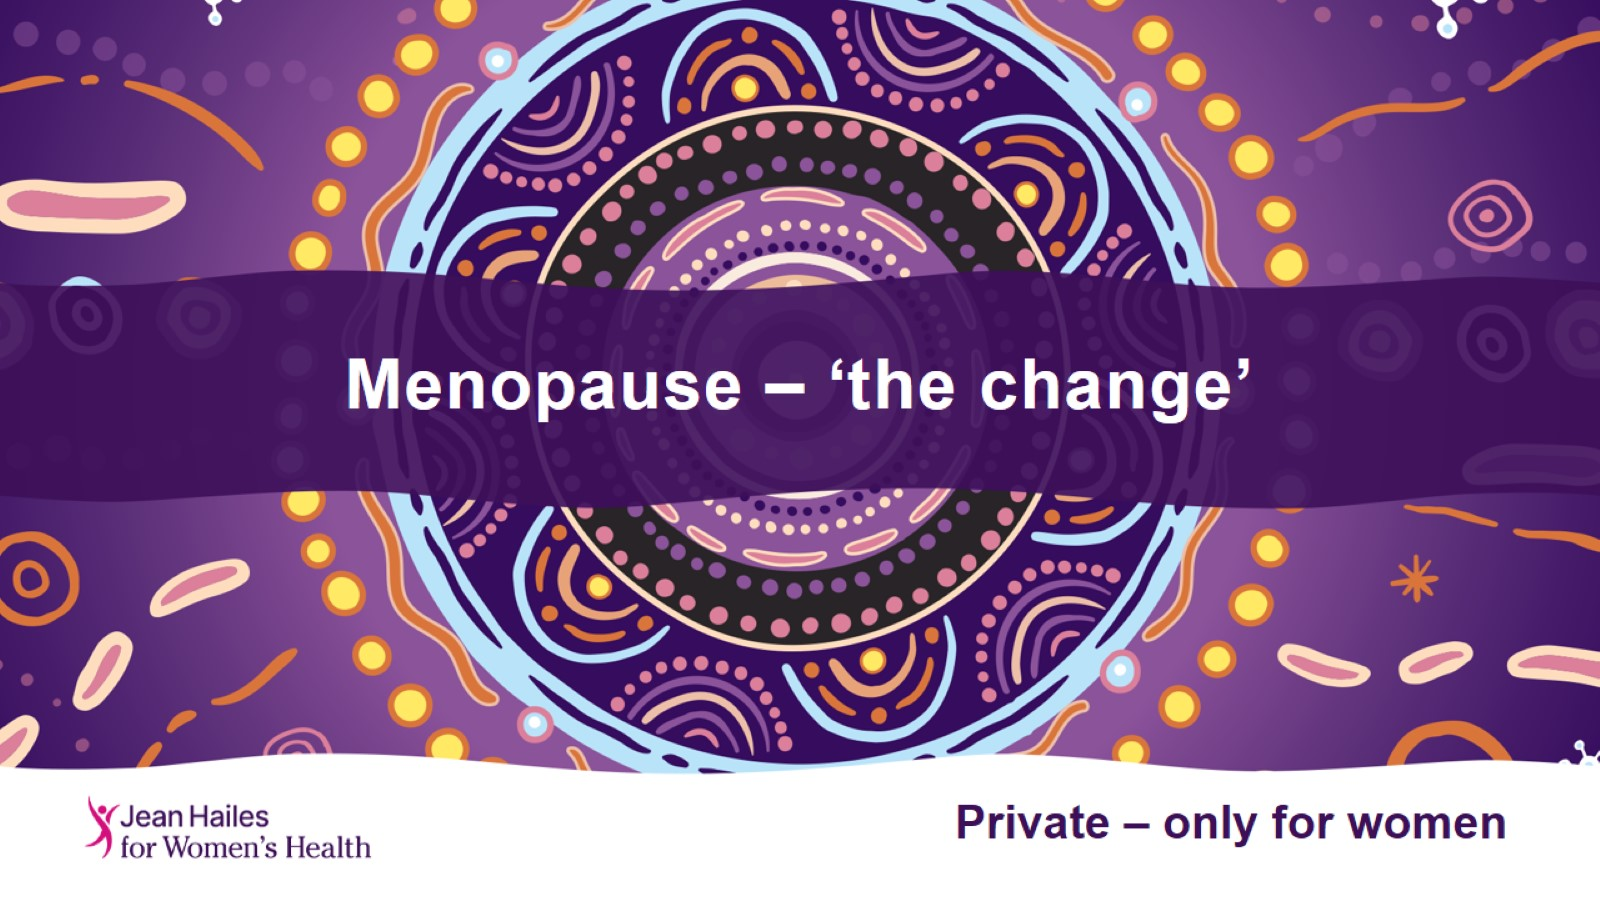 Menopause – ‘the change’
Jean Hailes
for Women’s Health
Private – only for women